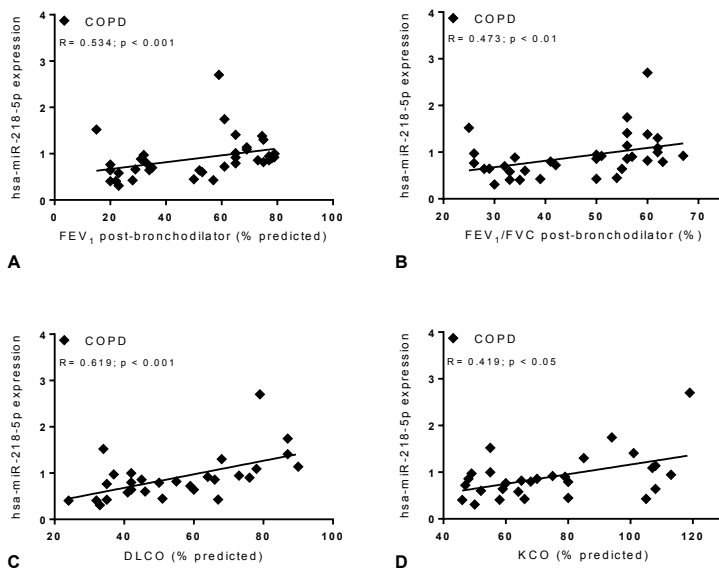 COPD
R= 0.534; p < 0.001
hsa-miR-218-5p expression
4
3
2
1
0
0 20 40 60 80 100
FEV1 post-bronchodilator (% predicted)
A
COPD
R= 0.473; p < 0.01
hsa-miR-218-5p expression
4
3
2
1
0
20 30 40 50 60 70
FEV1/FVC post-bronchodilator (%)
B
COPD
R= 0.619; p < 0.001
hsa-miR-218-5p expression
4
3
2
1
0
20 40 60 80 100
DLCO (% predicted)
C
COPD
R= 0.419; p < 0.05
hsa-miR-218-5p expression
4
3
2
1
0
40 60 80 100 120
KCO (% predicted)
D